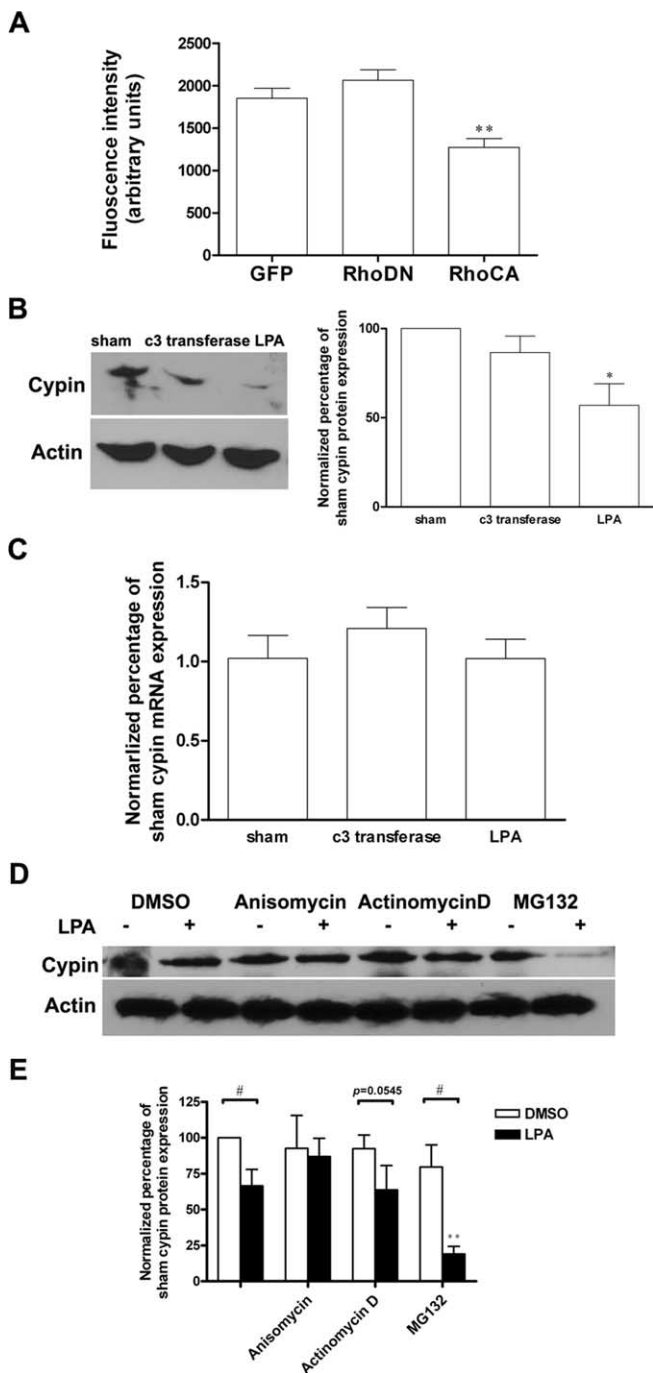 A
Fluoscence intensity
(arbitrary units)
2500
2000
1500
1000
500
0
**
GFP RhoDN RhoCA
B
sham c3 transferase LPA
Cypin
Actin
Normalized percentage of
sham cypin protein expression
100
50
0
*
sham c3 transferase LPA
C
Normarlized percentage of
sham cypin mRNA expression
1.5
1.0
0.5
0.0
sham c3 transferase LPA
D
DMSO Anisomycin ActinomycinD MG132
LPA - + - + - + - +
Cypin
Actin
E
Normalized percentage of
sham cypin protein expression
125
100
75
50
25
0
# p=0.0545 #
**
DMSO
LPA
Anisomycin
Actinomycin D
MG132